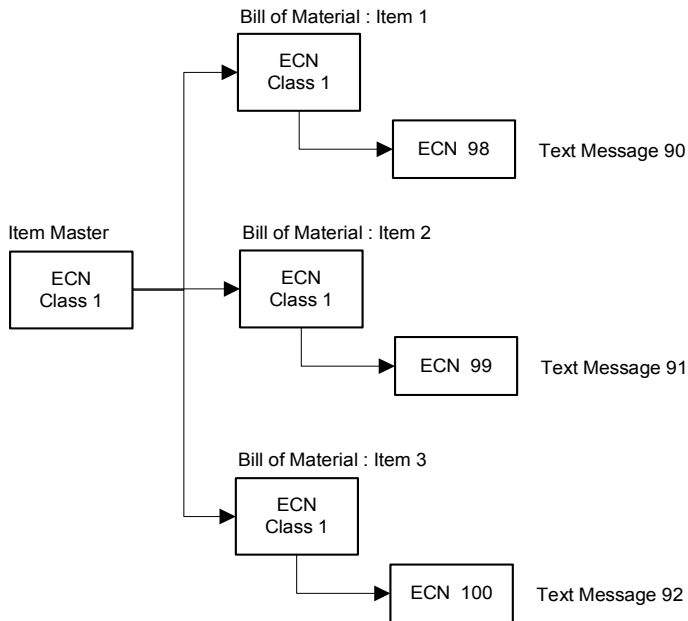 Bill of Material : Item 1
ECN
Class 1
ECN 98
Text Message 90
Item Master
ECN
Class 1
Bill of Material : Item 2
ECN
Class 1
ECN 99
Text Message 91
Bill of Material : Item 3
ECN
Class 1
ECN 100
Text Message 92